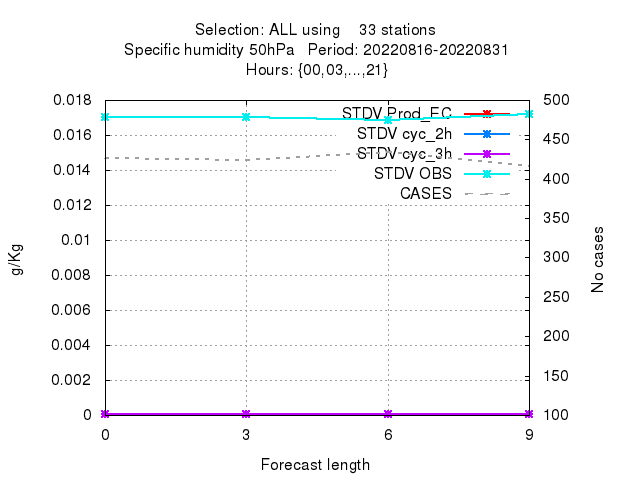 Selection: ALL using 33 stations
Specific humidity 50hPa Period: 20220816-20220831
Hours: {00,03,...,21}
STDV Prod_EC
STDV cyc_2h
STDV cyc_3h
STDV OBS
CASES
0.018
0.016
0.014
0.012
0.01
0.008
0.006
0.004
0.002
0
500
450
400
350
300
250
200
150
100
g/Kg
No cases
0 3 6 9
Forecast length